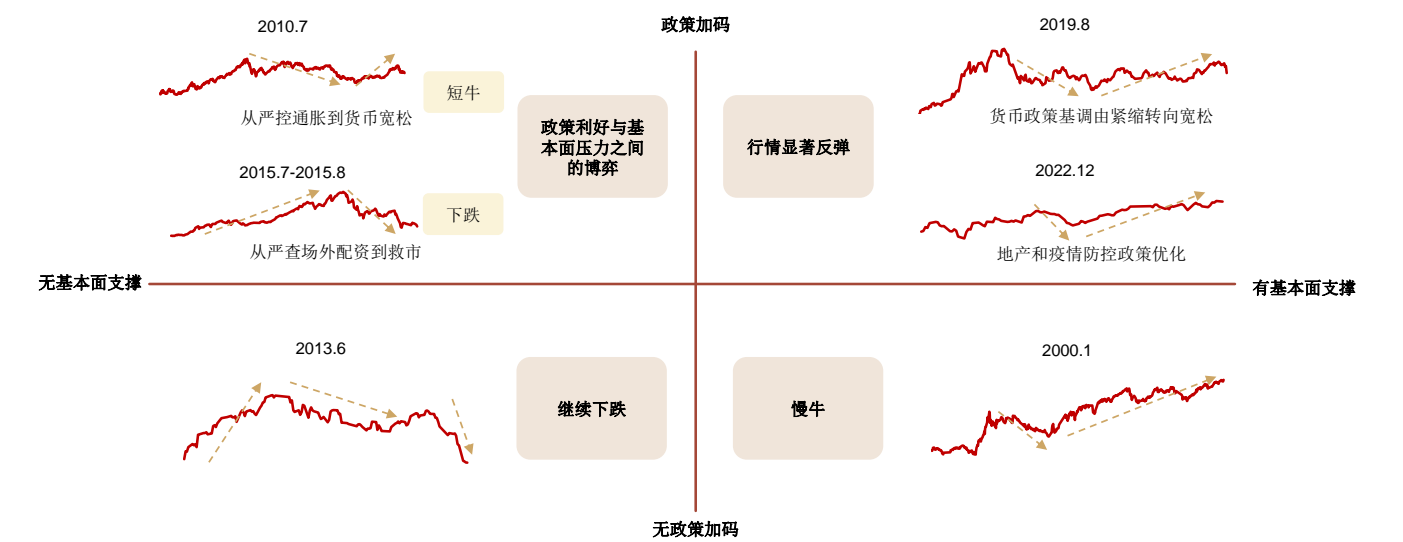 政策加码
2010.7
短牛
从严控通胀到货币宽松
2015.7-2015.8
下跌
从严查场外配资到救市
政策利好与基
本面压力之间
的博弈
行情显著反弹
2019.8
货币政策基调由紧缩转向宽松
2022.12
地产和疫情防控政策优化
无基本面支撑
有基本面支撑
2013.6
继续下跌
慢牛
2000.1
无政策加码